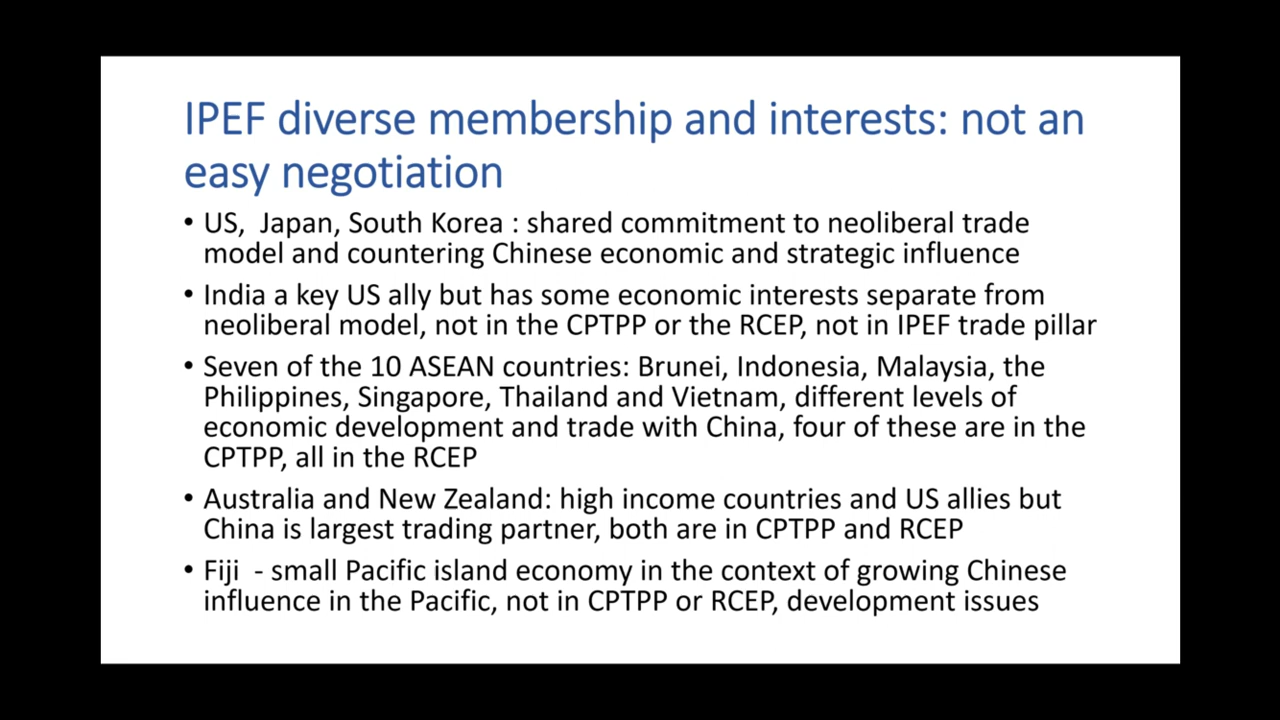 IPEF diverse membership and interests: not an
easy negotiation
• US,  Japan, South Korea : shared commitment to neoliberal trade
model and countering Chinese economic and strategic influence
• India a key US ally but has some economic interests separate from
neoliberal model, not in the CPTPP or the RCEP, not in IPEF trade pillar
• Seven of the 10 ASEAN countries: Brunei, Indonesia, Malaysia, the
Philippines, Singapore, Thailand and Vietnam, different levels of
economic development and trade with China, four of these are in the
CPTPP, all in the RCEP
• Australia and New Zealand: high income countries and US allies but
China is largest trading partner, both are in CPTPP and RCEP
• Fiji  - small Pacific island economy in the context of growing Chinese
influence in the Pacific, not in CPTPP or RCEP, development issues